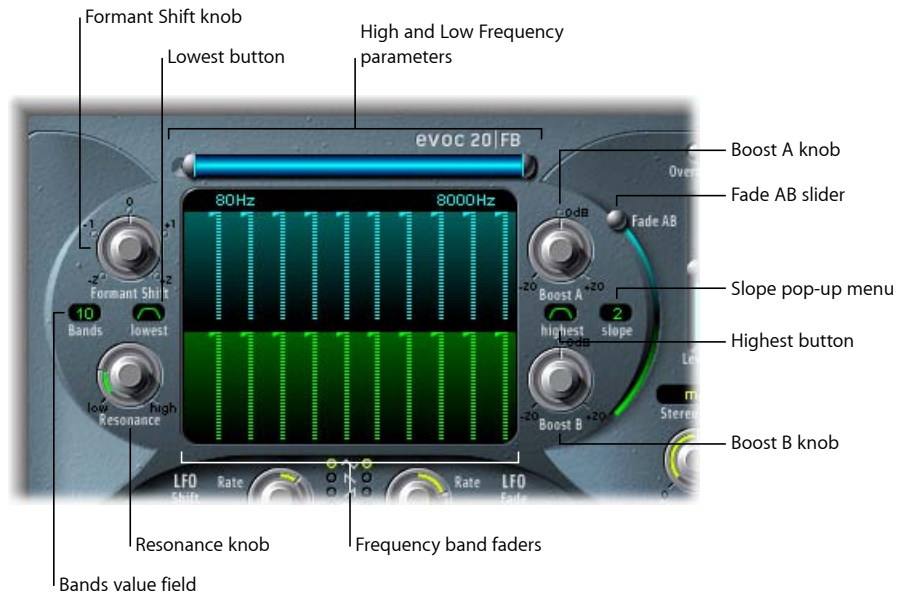 Formant Shift knob
Lowest button
High and Low Frequency
parameters
evoc 20|FB
Boost A knob
Fade AB slider
Slope pop-up menu
Highest button
Boost B knob
80Hz
8000Hz
0
-1
+1
-2
+2
Formant Shift
10
Bands
lowest
low
high
Resonance
0dB
-20
+20
Boost A
highest
2
slope
Fade AB
0dB
-20
+20
Boost B
LFO
Shift
Rate
Rate
LFO
Fade
Resonance knob
Frequency band faders
Bands value field